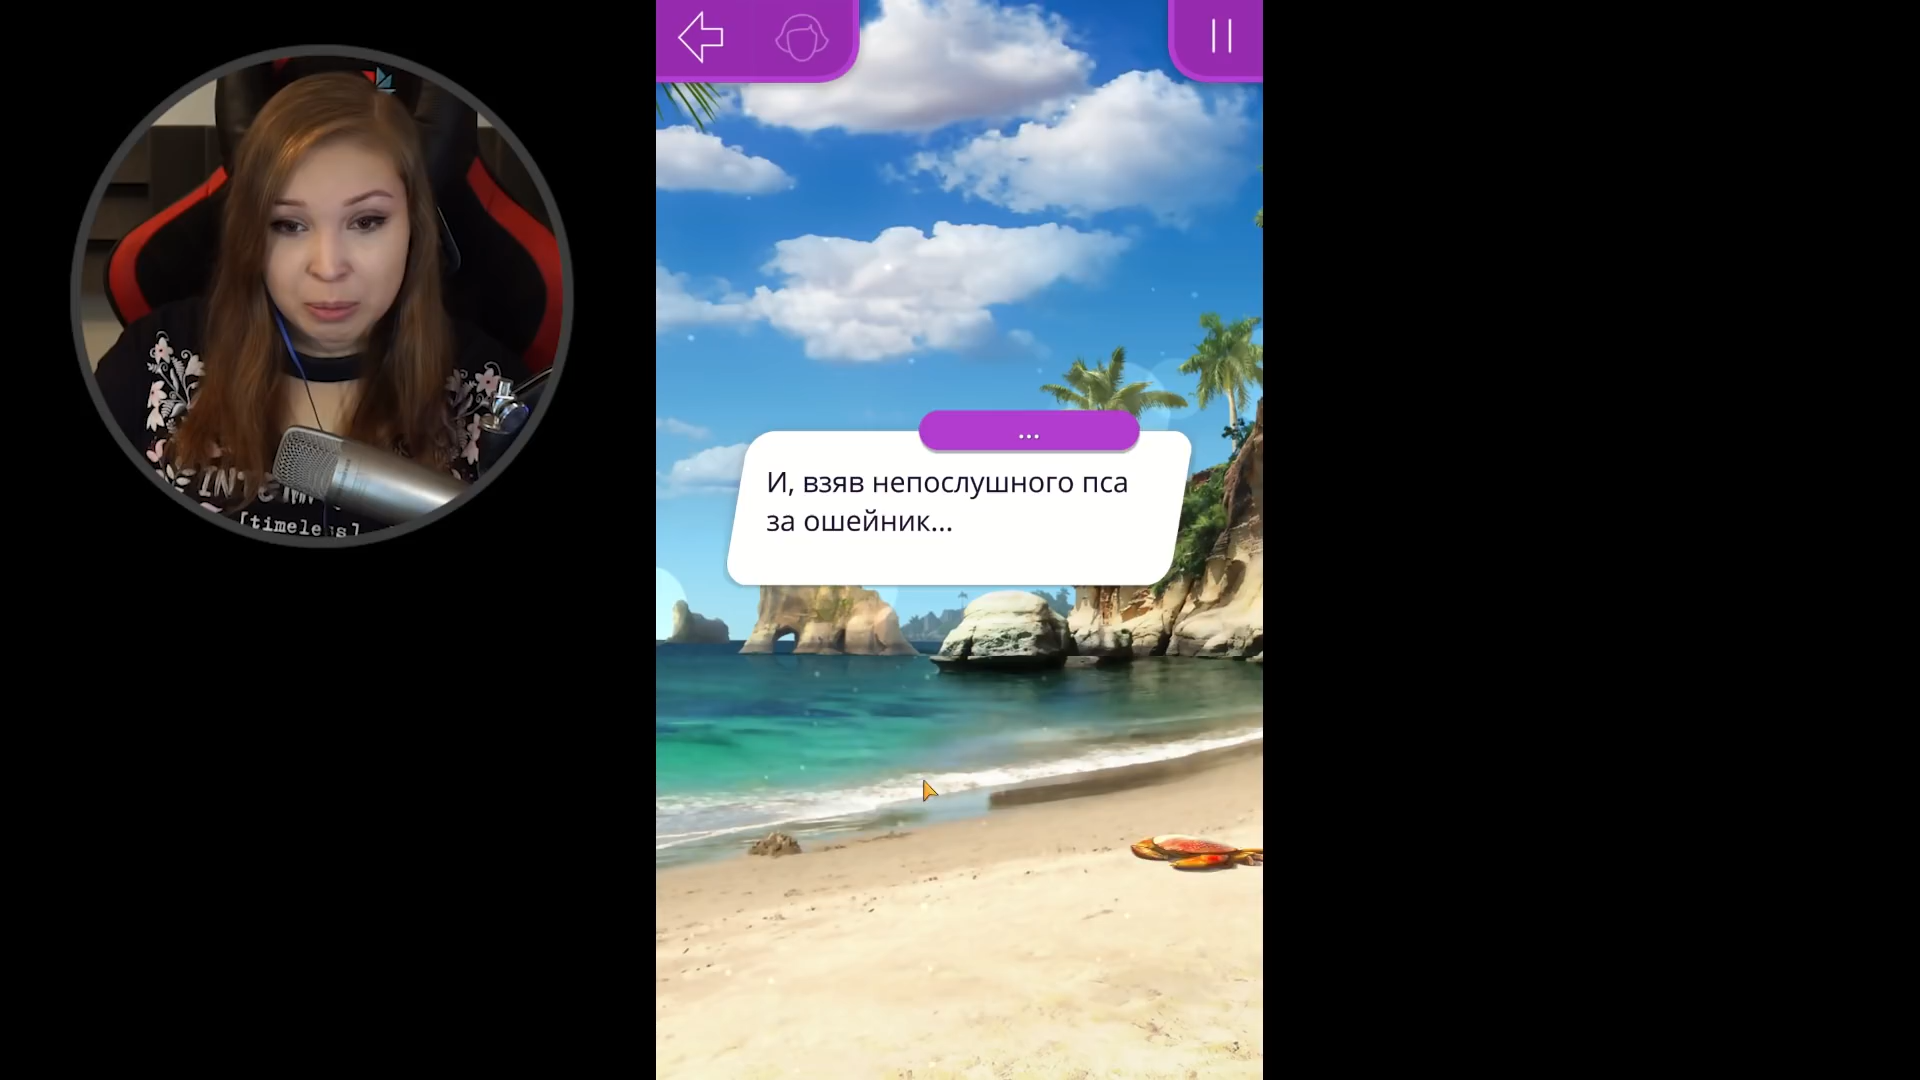 ...
И, взяв непослушного пса
за ошейник...
[timeless]